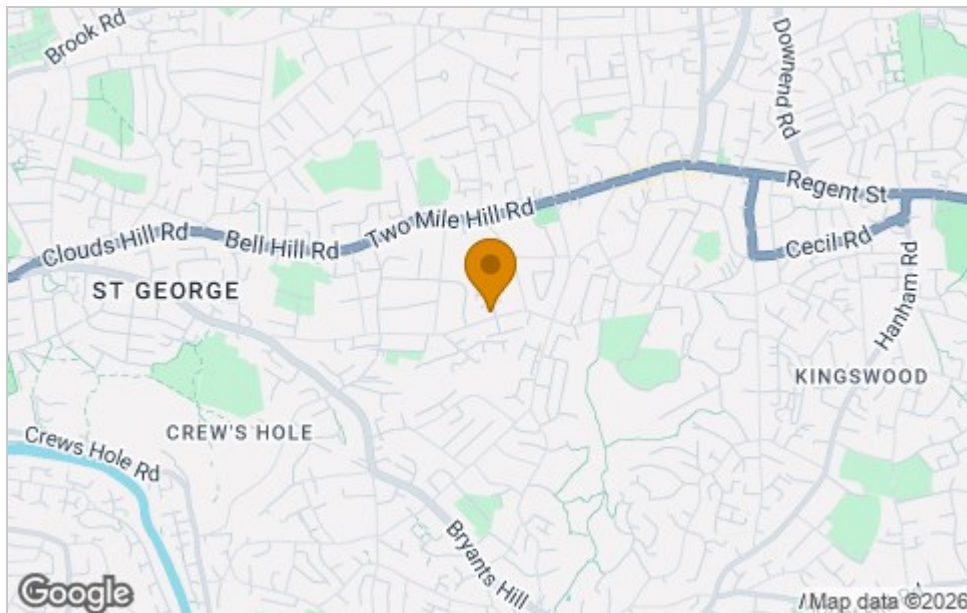 Brook Rd
Downend Rd
Regent St
Two Mile Hill Rd
Clouds Hill Rd
Bell Hill Rd
Cecil Rd
ST GEORGE
Hanham Rd
KINGSWOOD
CREW'S HOLE
Crews Hole Rd
Bryants Hill
Google
Map data ©2026